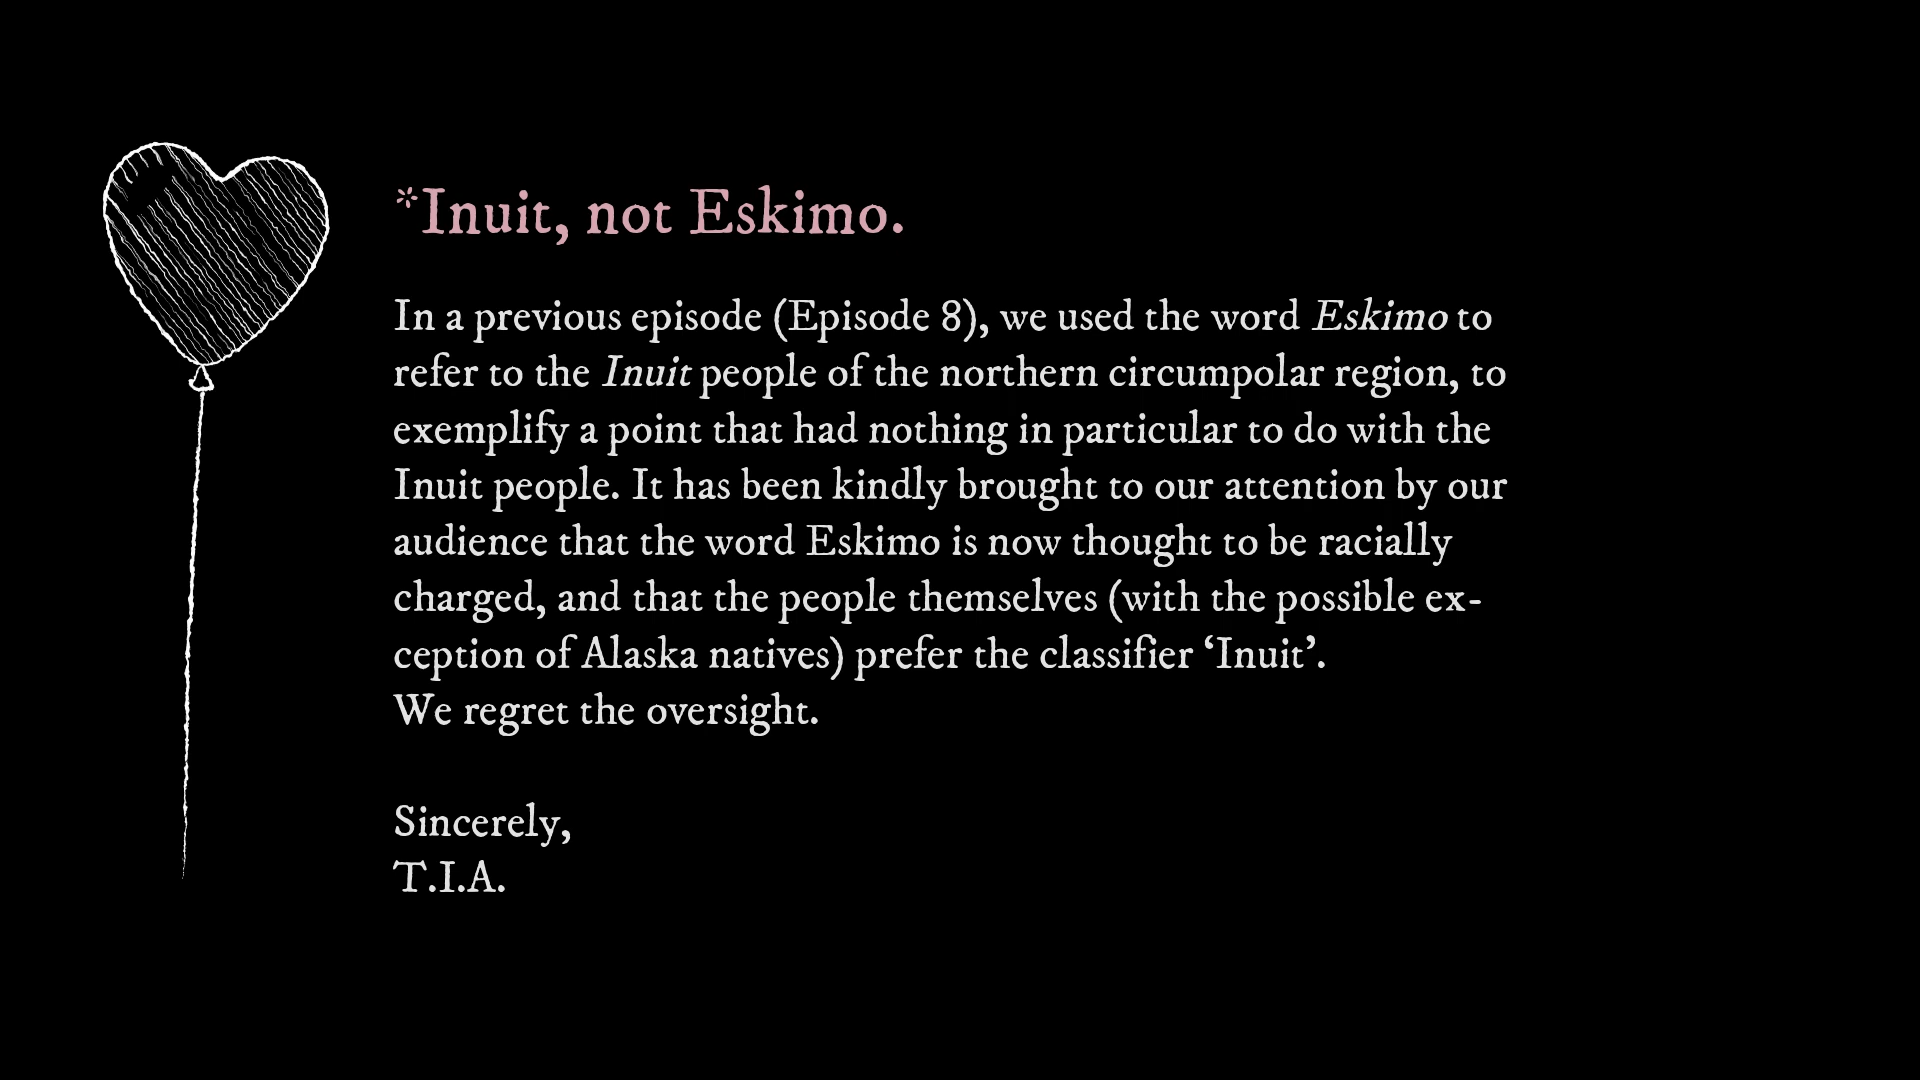 *Inuit, not Eskimo.
In a previous episode (Episode 8), we used the word Eskimo to
refer to the Inuit people of the northern circumpolar region, to
exemplify a point that had nothing in particular to do with the
Inuit people. It has been kindly brought to our attention by our
audience that the word Eskimo is now thought to be racially
charged, and that the people themselves (with the possible ex-
ception of Alaska natives) prefer the classifier ‘Inuit’.
We regret the oversight.
Sincerely,
T.I.A.